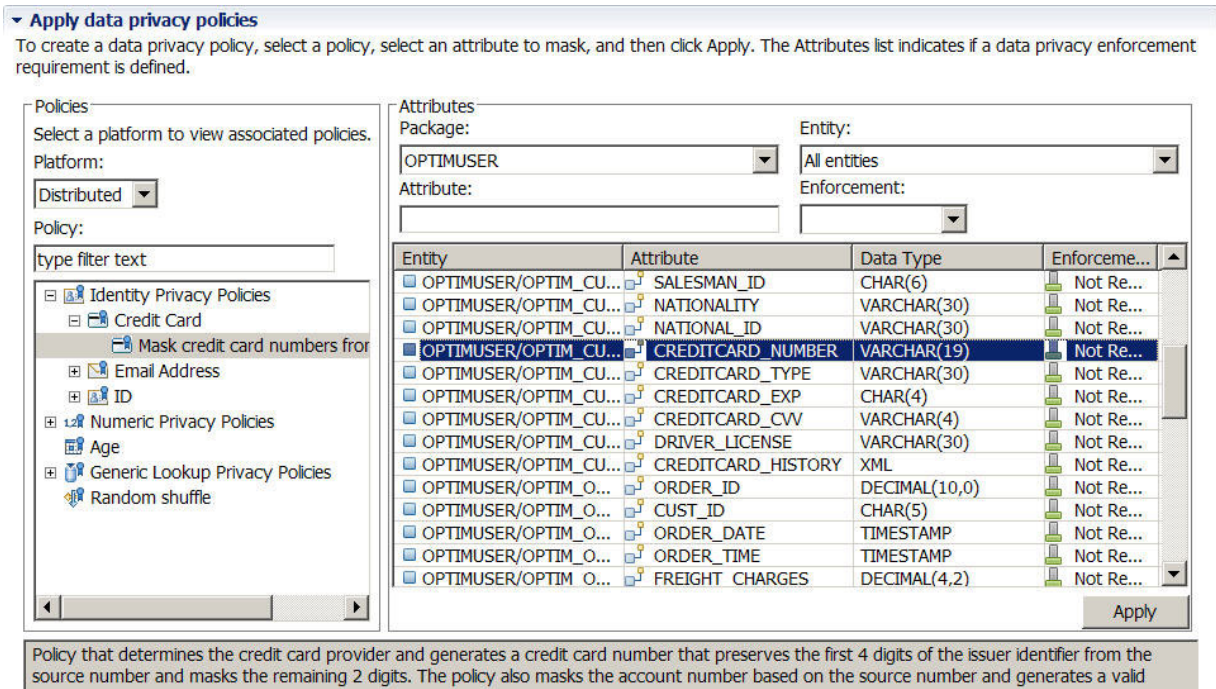 Apply data privacy policies
To create a data privacy policy, select a policy, select an attribute to mask, and then click Apply. The Attributes list indicates if a data privacy enforcement
requirement is defined.
Policies
Select a platform to view associated policies.
Platform:
Distributed
Policy:
type filter text
Identity Privacy Policies
Credit Card
Mask credit card numbers fror
Email Address
ID
Numeric Privacy Policies
Age
Generic Lookup Privacy Policies
Random shuffle
Attributes
Package: Entity:
OPTIMUSER All entities
Attribute: Enforcement:
Entity Attribute Data Type Enforceme...
OPTIMUSER/OPTIM_CU... SALESMAN_ID CHAR(6) Not Re...
OPTIMUSER/OPTIM_CU... NATIONALITY VARCHAR(30) Not Re...
OPTIMUSER/OPTIM_CU... NATIONAL_ID VARCHAR(30) Not Re...
OPTIMUSER/OPTIM_CU... CREDITCARD_NUMBER VARCHAR(19) Not Re...
OPTIMUSER/OPTIM_CU... CREDITCARD_TYPE VARCHAR(30) Not Re...
OPTIMUSER/OPTIM_CU... CREDITCARD_EXP CHAR(4) Not Re...
OPTIMUSER/OPTIM_CU... CREDITCARD_CVV VARCHAR(4) Not Re...
OPTIMUSER/OPTIM_CU... DRIVER_LICENSE VARCHAR(30) Not Re...
OPTIMUSER/OPTIM_CU... CREDITCARD_HISTORY XML Not Re...
OPTIMUSER/OPTIM_O... ORDER_ID DECIMAL(10,0) Not Re...
OPTIMUSER/OPTIM_O... CUST_ID CHAR(5) Not Re...
OPTIMUSER/OPTIM_O... ORDER_DATE TIMESTAMP Not Re...
OPTIMUSER/OPTIM_O... ORDER_TIME TIMESTAMP Not Re...
OPTIMUSER/OPTIM_O... FREIGHT_CHARGES DECIMAL(4,2) Not Re...
Apply
Policy that determines the credit card provider and generates a credit card number that preserves the first 4 digits of the issuer identifier from the
source number and masks the remaining 2 digits. The policy also masks the account number based on the source number and generates a valid